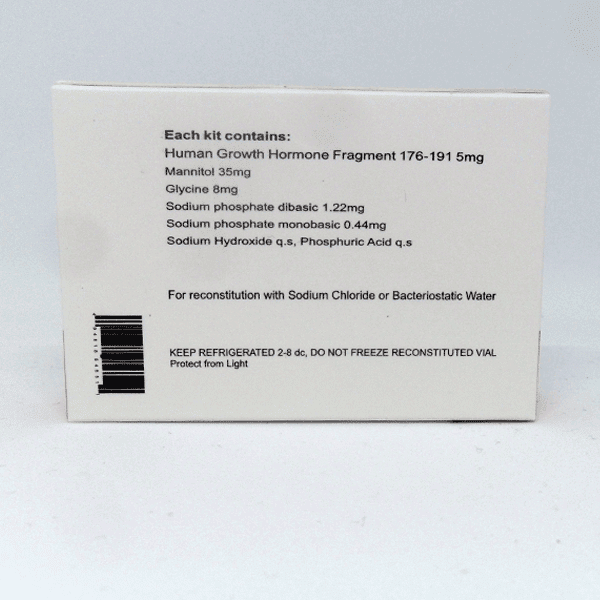 Each kit contains:
Human Growth Hormone Fragment 176-191 5mg
Mannitol 35mg
Glycine 8mg
Sodium phosphate dibasic 1.22mg
Sodium phosphate monobasic 0.44mg
Sodium Hydroxide q.s, Phosphuric Acid q.s
For reconstitution with Sodium Chloride or Bacteriostatic Water
KEEP REFRIGERATED 2-8 dc, DO NOT FREEZE RECONSTITUTED VIAL
Protect from Light